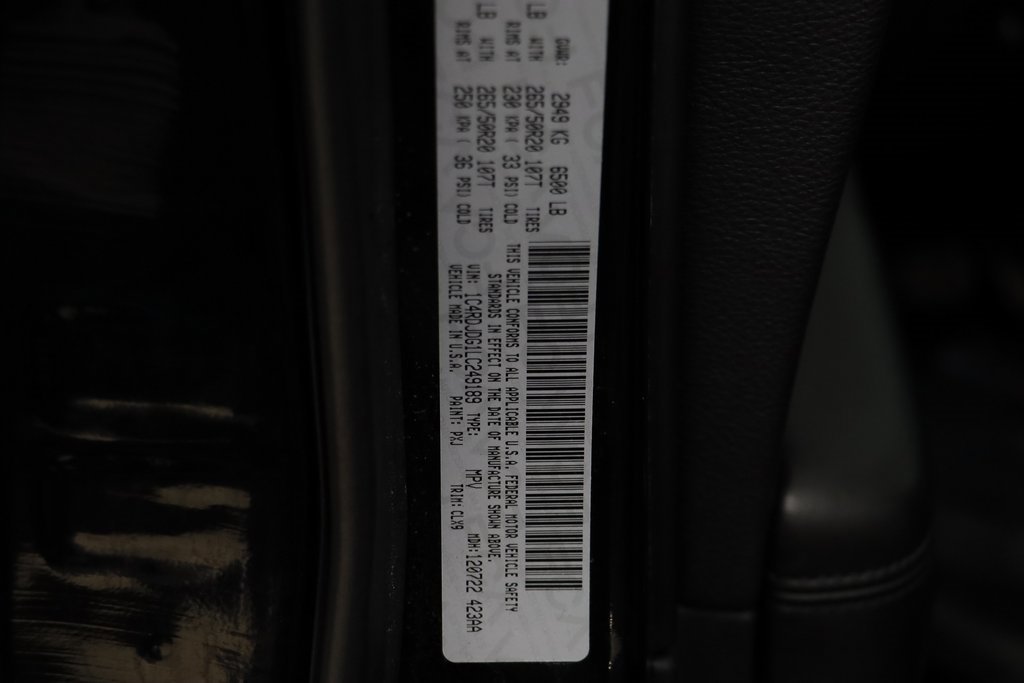 GVWR: 2949 KG 6500 LB
LB WITH 265/50R20 107T TIRES
RIMS AT 230 KPA ( 33 PSI) COLD
LB WITH 265/50R20 107T TIRES
RIMS AT 250 KPA ( 36 PSI) COLD
THIS VEHICLE CONFORMS TO ALL APPLICABLE U.S.A. FEDERAL MOTOR VEHICLE SAFETY
STANDARDS IN EFFECT ON THE DATE OF MANUFACTURE SHOWN ABOVE.
VIN: 1C4RDJDG1LC249189 TYPE: MPV MDH:120722 423AA
VEHICLE MADE IN U.S.A. PAINT: PXJ TRIM: CLX9